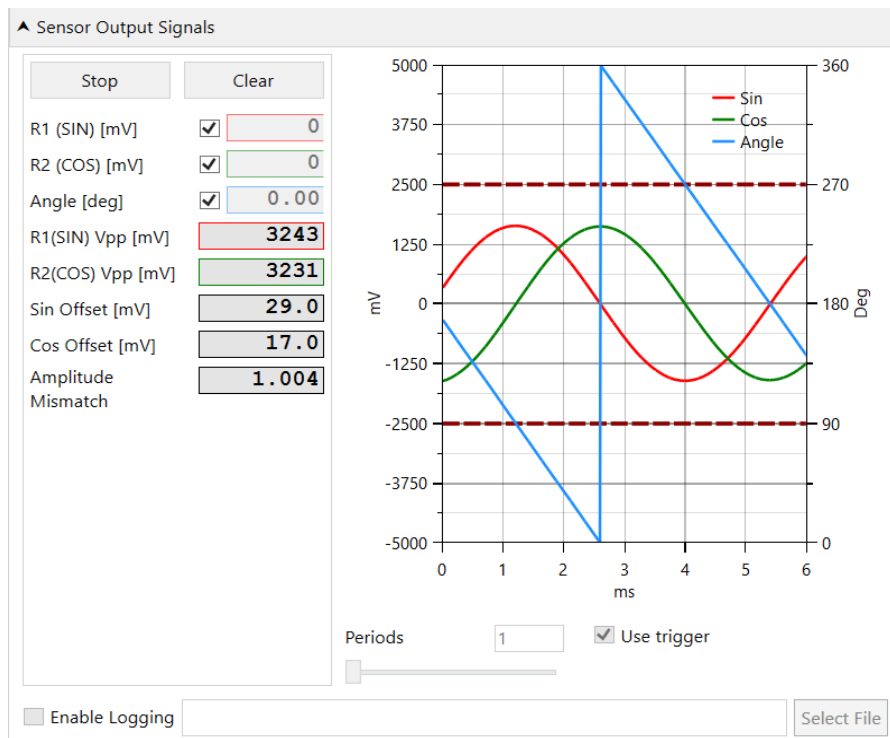 Sensor Output Signals
Stop Clear
R1 (SIN) [mV] 0
R2 (COS) [mV] 0
Angle [deg] 0.00
R1(SIN) Vpp [mV] 3243
R2(COS) Vpp [mV] 3231
Sin Offset [mV] 29.0
Cos Offset [mV] 17.0
Amplitude
Mismatch 1.004
5000 360
Sin
3750 Cos
Angle
2500 270
1250
mV 0 180 Deg
-1250
-2500 90
-3750
-5000 0
0 1 2 3 4 5 6
ms
Periods 1 Use trigger
Enable Logging Select File